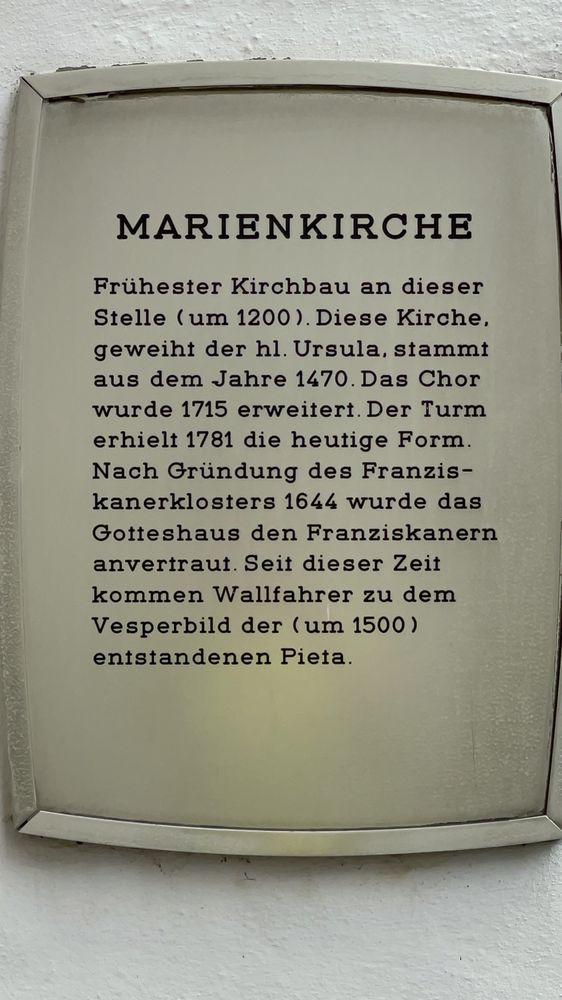 MARIENKIRCHE
Frühester Kirchbau an dieser
Stelle (um 1200). Diese Kirche,
geweiht der hl. Ursula, stammt
aus dem Jahre 1470. Das Chor
wurde 1715 erweitert. Der Turm
erhielt 1781 die heutige Form.
Nach Gründung des Franzis-
kanerklosters 1644 wurde das
Gotteshaus den Franziskanern
anvertraut. Seit dieser Zeit
kommen Wallfahrer zu dem
Vesperbild der (um 1500)
entstandenen Pieta.